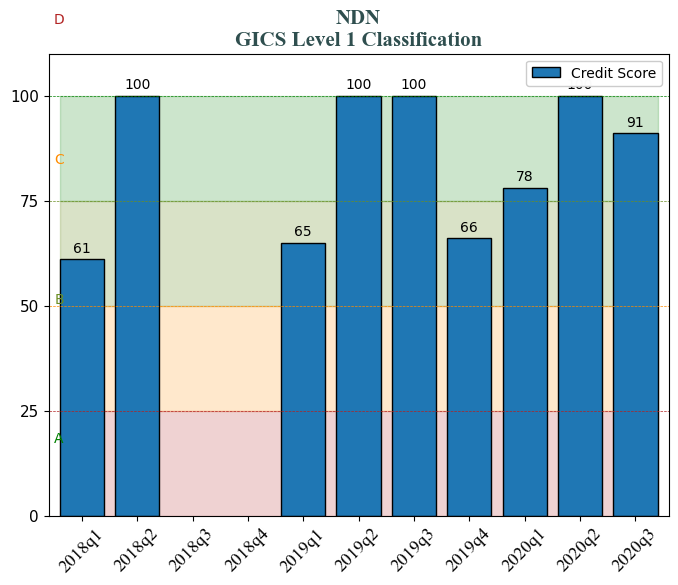 D
NDN
GICS Level 1 Classification
Credit Score
100
100
100
100
100
91
C
78
75
66
65
61
B
50
25
A
0
2018q1
2018q2
2018q3
2018q4
2019q1
2019q2
2019q3
2019q4
2020q1
2020q2
2020q3